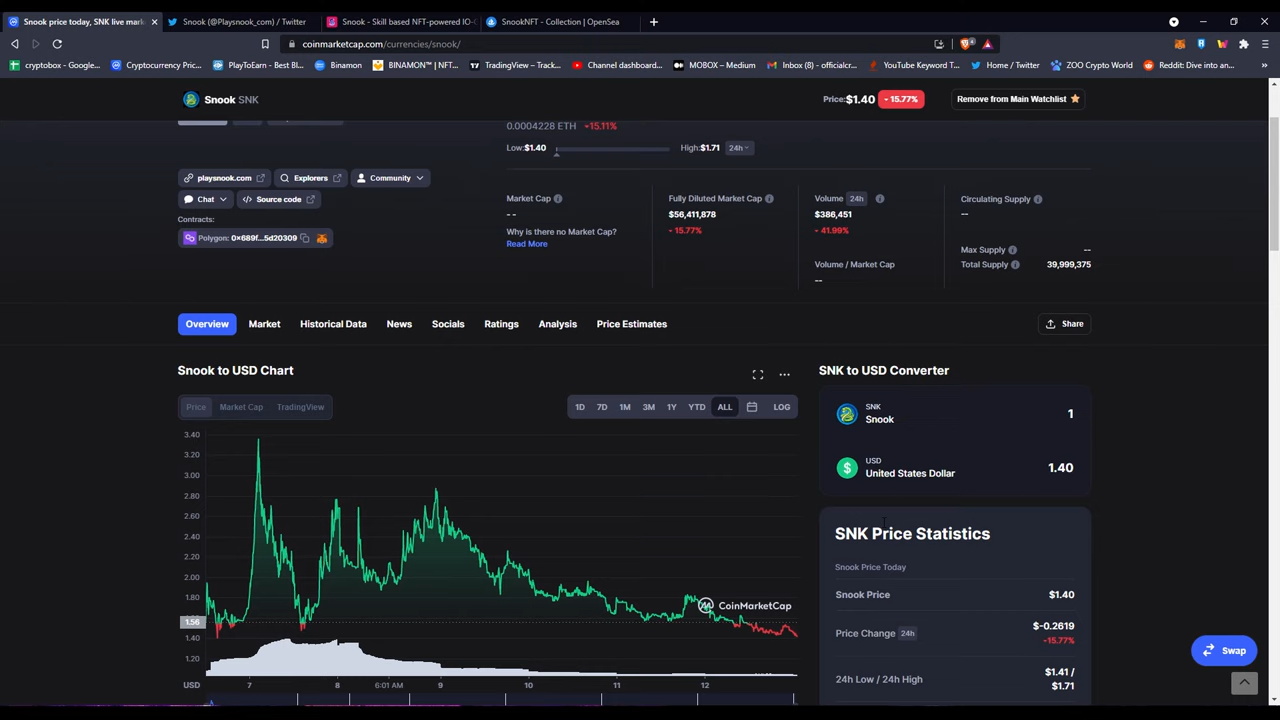 Snook price today, SNK live mar
Snook (@Playsnook_com) / Twitter
Snook - Skill based NFT-powered IO-
SnookNFT - Collection | OpenSea
coinmarketcap.com/currencies/snook/
cryptobox - Google...
Cryptocurrency Pric...
PlayToEarn - Best Bl...
Binamon
BINAMON™ | NFT...
TradingView – Track...
Channel dashboard...
MOBOX – Medium
Inbox (8) - officialcr...
YouTube Keyword T...
Home / Twitter
ZOO Crypto World
Reddit: Dive into an...
Snook SNK
Price: $1.40
15.77%
Remove from Main Watchlist
0.0004228 ETH
15.11%
Low: $1.40
High: $1.71
24h
playsnook.com
Explorers
Community
Chat
Source code
Contracts:
Polygon: 0x689f...5d20309
Market Cap
- -
Why is there no Market Cap?
Read More
Fully Diluted Market Cap
$56,411,878
15.77%
Volume 24h
$386,451
41.99%
Volume / Market Cap
--
Circulating Supply
--
Max Supply
--
Total Supply
39,999,375
Overview
Market
Historical Data
News
Socials
Ratings
Analysis
Price Estimates
Share
Snook to USD Chart
Price
Market Cap
TradingView
1D
7D
1M
3M
1Y
YTD
ALL
LOG
3.40
3.20
3.00
2.80
2.60
2.40
2.20
2.00
1.80
1.56
1.40
1.20
CoinMarketCap
USD
7
8
6:01 AM
9
10
11
12
SNK to USD Converter
SNK
Snook
1
USD
United States Dollar
1.40
SNK Price Statistics
Snook Price Today
Snook Price
$1.40
Price Change 24h
$-0.2619
15.77%
24h Low / 24h High
$1.41 /
$1.71
Swap